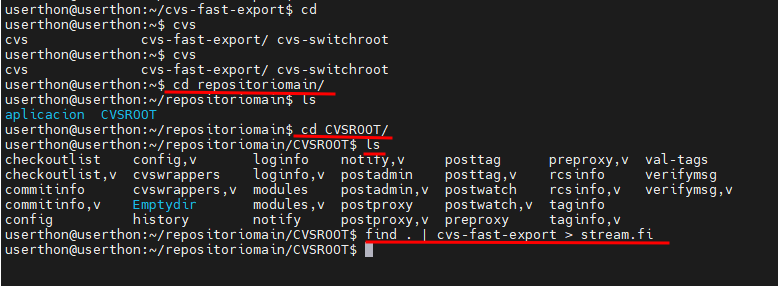 userthon@userthon:~/cvs-fast-export$ cd
userthon@userthon:~$ cvs
cvs cvs-fast-export/ cvs-switchroot
userthon@userthon:~$ cvs
cvs cvs-fast-export/ cvs-switchroot
userthon@userthon:~$ cd repositoriomain/
userthon@userthon:~/repositoriomain$ ls
aplicacion CVSROOT
userthon@userthon:~/repositoriomain$ cd CVSROOT/
userthon@userthon:~/repositoriomain/CVSROOT$ ls
checkoutlist config,v loginfo notify,v posttag preproxy,v val-tags
checkoutlist,v cvswrappers loginfo,v postadmin posttag,v rcsinfo verifymsg
commitinfo cvswrappers,v modules postadmin,v postwatch rcsinfo,v verifymsg,v
commitinfo,v Emptydir modules,v postproxy postwatch,v taginfo
config history notify postproxy,v preproxy taginfo,v
userthon@userthon:~/repositoriomain/CVSROOT$ find . | cvs-fast-export > stream.fi
userthon@userthon:~/repositoriomain/CVSROOT$